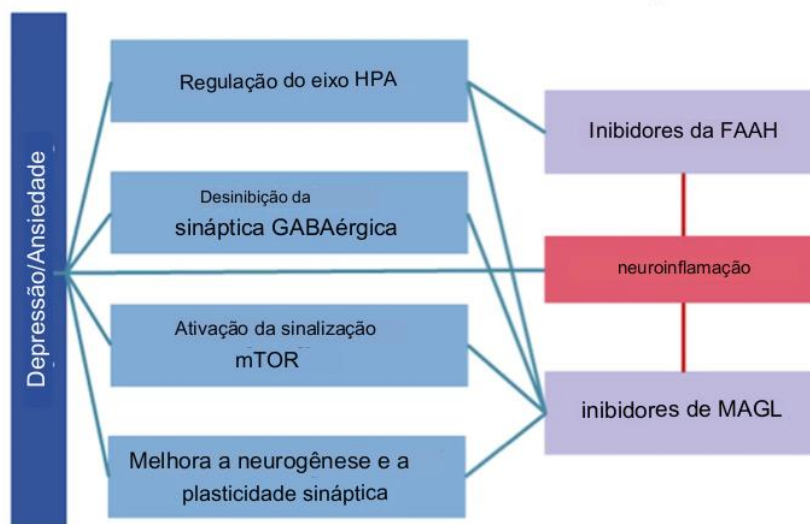 Depressão/Ansiedade
Regulação do eixo HPA
Desinibição da
sináptica GABAérgica
Ativação da sinalização
mTOR
Melhora a neurogênese e a
plasticidade sináptica
Inibidores da FAAH
neuroinflamação
inibidores de MAGL